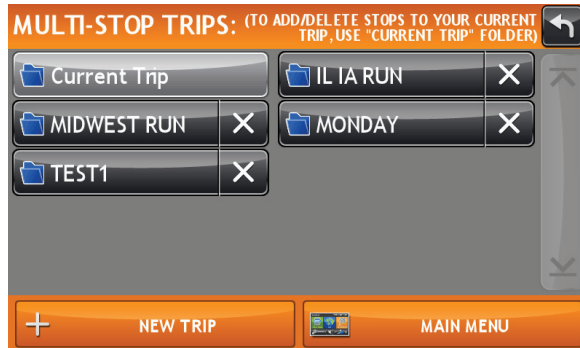 MULTI-STOP TRIPS: (TO ADD/DELETE STOPS TO YOUR CURRENT
TRIP, USE "CURRENT TRIP" FOLDER)
Current Trip
IL IA RUN
MIDWEST RUN
MONDAY
TEST1
NEW TRIP
MAIN MENU